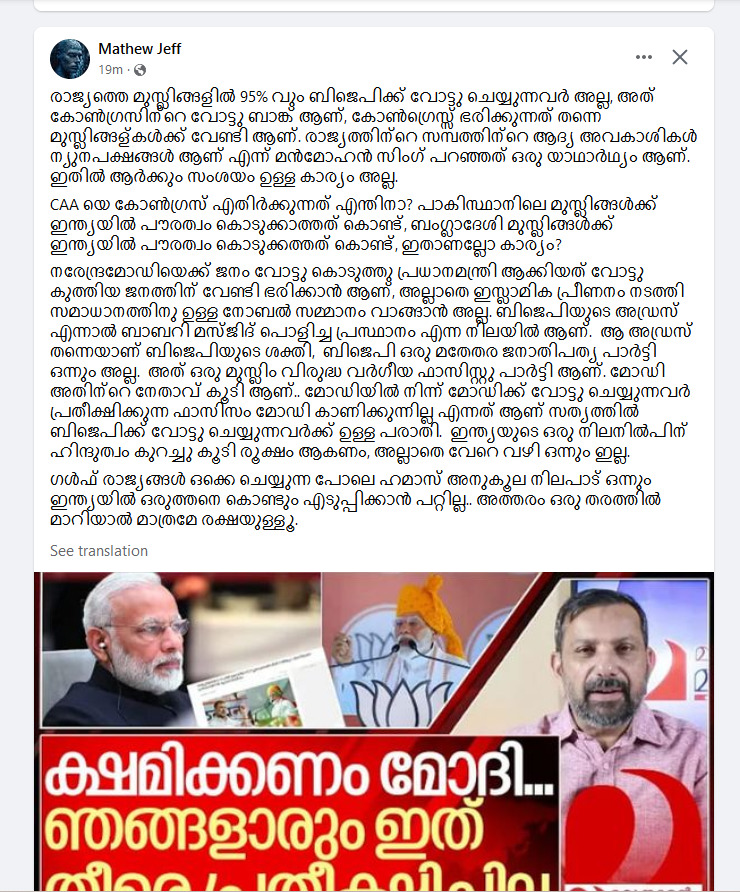 Mathew Jeff
19m ·
രാജ്യത്തെ മുസ്ലിങ്ങളിൽ 95% വും ബിജെപിക്ക് വോട്ടു ചെയ്യുന്നവർ അല്ല, അത്
കോൺഗ്രസിന്റെ വോട്ടു ബാങ്ക് ആണ്, കോൺഗ്രെസ്സ് ഭരിക്കുന്നത് തന്നെ
മുസ്ലിങ്ങള്കൾക്ക് വേണ്ടി ആണ്. രാജ്യത്തിന്റെ സമ്പത്തിന്റെ ആദ്യ അവകാശികൾ
ന്യുനപക്ഷങ്ങൾ ആണ് എന്ന് മൻമോഹൻ സിംഗ് പറഞ്ഞത് ഒരു യാഥാർഥ്യം ആണ്.
ഇതിൽ ആർക്കും സംശയം ഉള്ള കാര്യം അല്ല.
CAA യെ കോൺഗ്രസ് എതിർക്കുന്നത് എന്തിനാ? പാകിസ്ഥാനിലെ മുസ്ലിങ്ങൾക്ക്
ഇന്ത്യയിൽ പൗരത്വം കൊടുക്കാത്തത് കൊണ്ട്, ബംഗ്ലാദേശി മുസ്ലിങ്ങൾക്ക്
ഇന്ത്യയിൽ പൗരത്വം കൊടുക്കത്തത് കൊണ്ട്, ഇതാണല്ലോ കാര്യം?
നരേന്ദ്രമോഡിയെക്ക് ജനം വോട്ടു കൊടുത്തു പ്രധാനമന്ത്രി ആക്കിയത് വോട്ടു
കുത്തിയ ജനത്തിന് വേണ്ടി ഭരിക്കാൻ ആണ്, അല്ലാതെ ഇസ്ലാമിക പ്രീണനം നടത്തി
സമാധാനത്തിനു ഉള്ള നോബൽ സമ്മാനം വാങ്ങാൻ അല്ല. ബിജെപിയുടെ അഡ്രസ്
എന്നാൽ ബാബറി മസ്ജിദ് പൊളിച്ച പ്രസ്ഥാനം എന്ന നിലയിൽ ആണ്. ആ അഡ്രസ്
തന്നെയാണ് ബിജെപിയുടെ ശക്തി, ബിജെപി ഒരു മതേതര ജനാതിപത്യ പാർട്ടി
ഒന്നും അല്ല. അത് ഒരു മുസ്ലിം വിരുദ്ധ വർഗീയ ഫാസിസ്റ്റു പാർട്ടി ആണ്. മോഡി
അതിന്റെ നേതാവ് കൂടി ആണ്.. മോഡിയിൽ നിന്ന് മോഡിക്ക് വോട്ടു ചെയ്യുന്നവർ
പ്രതീക്ഷിക്കുന്ന ഫാസിസം മോഡി കാണിക്കുന്നില്ല എന്നത് ആണ് സത്യത്തിൽ
ബിജെപിക്ക് വോട്ടു ചെയ്യുന്നവർക്ക് ഉള്ള പരാതി. ഇന്ത്യയുടെ ഒരു നിലനിൽപിന്
ഹിന്ദുത്വം കുറച്ചു കൂടി രൂക്ഷം ആകണം, അല്ലാതെ വേറെ വഴി ഒന്നും ഇല്ല.
ഗൾഫ് രാജ്യങ്ങൾ ഒക്കെ ചെയ്യുന്ന പോലെ ഹമാസ് അനുകൂല നിലപാട് ഒന്നും
ഇന്ത്യയിൽ ഒരുത്തനെ കൊണ്ടും എടുപ്പിക്കാൻ പറ്റില്ല.. അത്തരം ഒരു തരത്തിൽ
മാറിയാൽ മാത്രമേ രക്ഷയുള്ളൂ.
See translation
ക്ഷമിക്കണം മോദി...
ഞങ്ങളാരും ഇത്